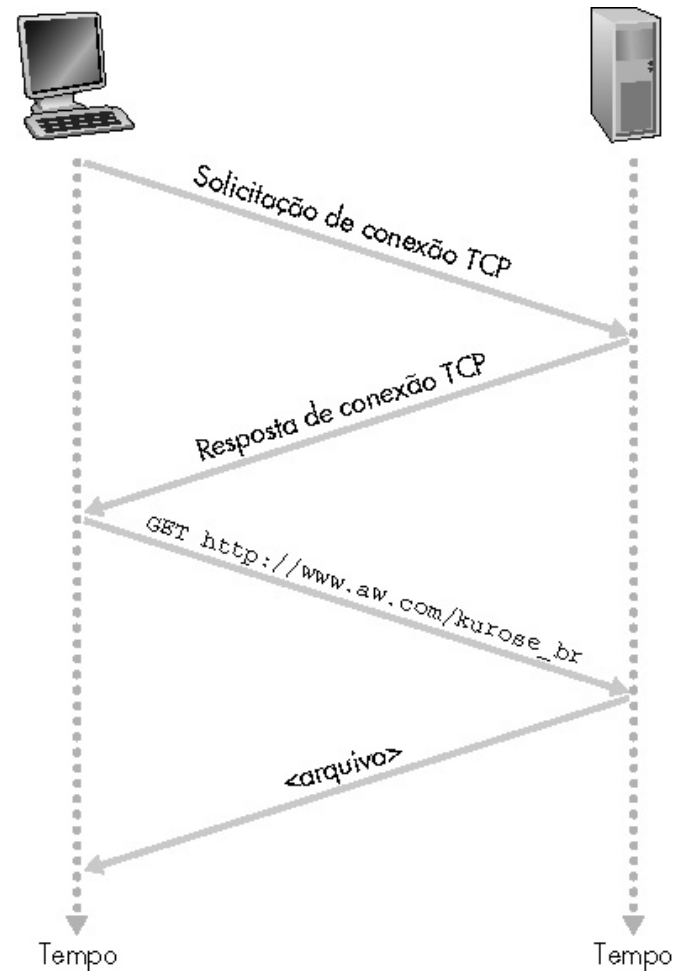 Solicitação de conexão TCP
Resposta de conexão TCP
GET http://www.aw.com/kurose_br
<arquivo>
Tempo
Tempo